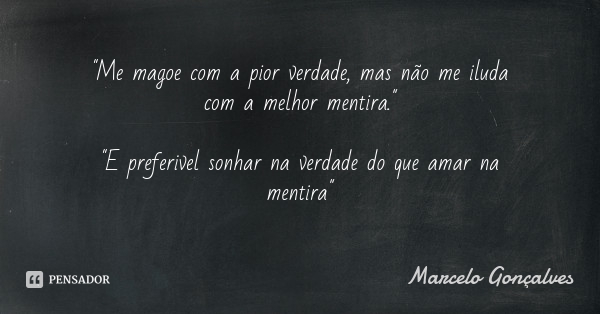 "Me magoe com a pior verdade, mas não me iluda
com a melhor mentira."
"E preferivel sonhar na verdade do que amar na
mentira"
PENSADOR
Marcelo Gonçalves